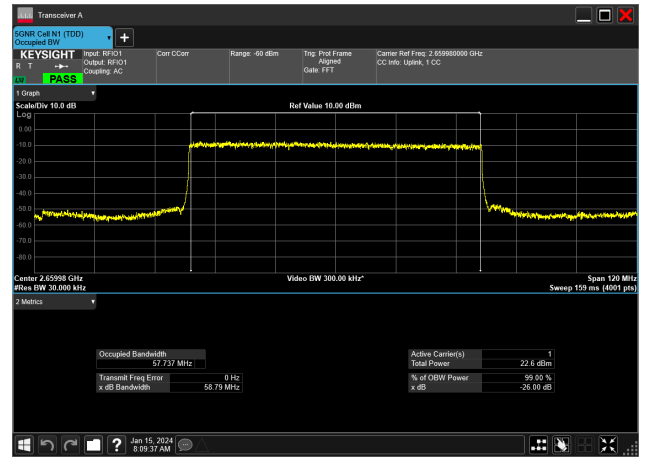 Transceiver A
5GNR Cell N1 (TDD)
Occupied BW
KEYSIGHT Input: RFIO1 Corr CCorr Range: -60 dBm Trig: Prot Frame Carrier Ref Freq: 2.659980000 GHz
R T Output: RFIO1 Aligned CC Info: Uplink, 1 CC
Coupling: AC Gate: FFT
LXI PASS
1 Graph
Scale/Div 10.0 dB Ref Value 10.00 dBm
Log
0.00
-10.0
-20.0
-30.0
-40.0
-50.0
-60.0
-70.0
-80.0
Center 2.65998 GHz Video BW 300.00 kHz* Span 120 MHz
#Res BW 30.000 kHz Sweep 159 ms (4001 pts)
2 Metrics
Occupied Bandwidth Active Carrier(s) 1
57.737 MHz Total Power 22.6 dBm
Transmit Freq Error 0 Hz % of OBW Power 99.00 %
x dB Bandwidth 58.79 MHz x dB -26.00 dB
Jan 15, 2024
8:09:37 AM